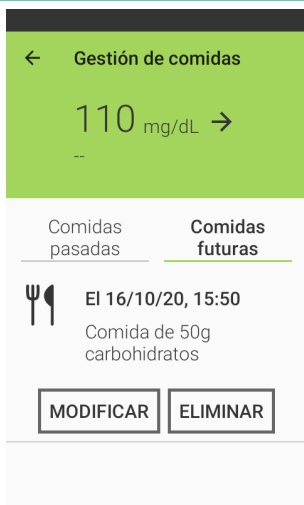 Gestión de comidas
110 mg/dL
--
Comidas
pasadas
Comidas
futuras
El 16/10/20, 15:50
Comida de 50g
carbohidratos
MODIFICAR
ELIMINAR